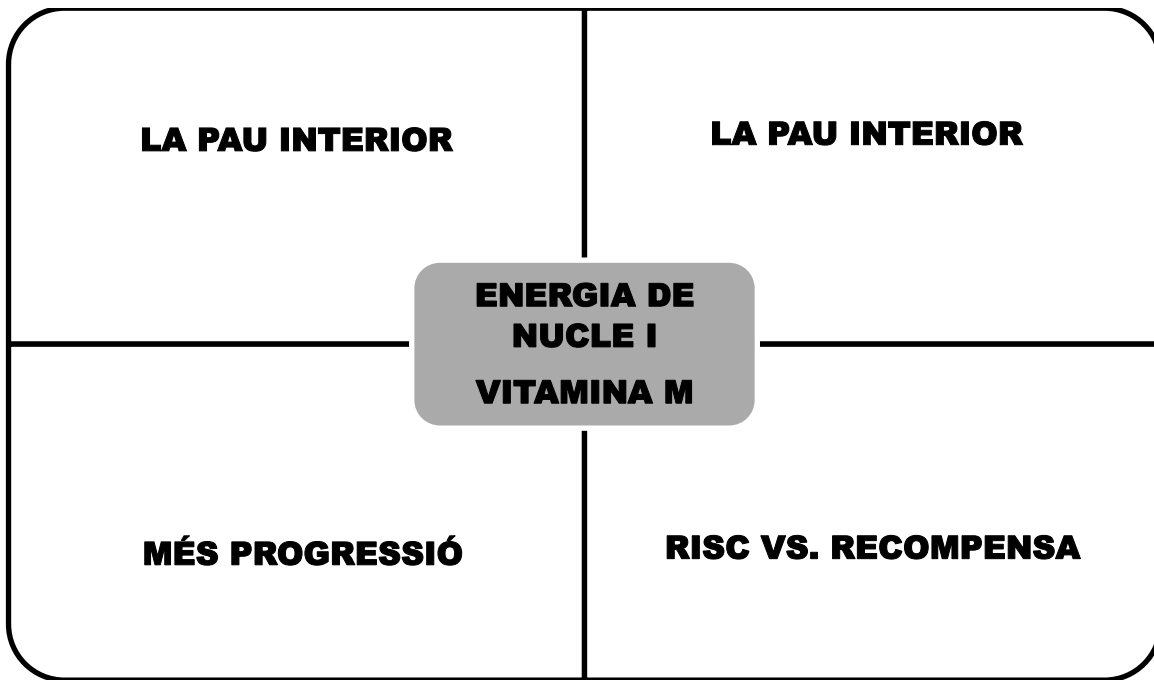 LA PAU INTERIOR
LA PAU INTERIOR
ENERGIA DE
NUCLE I
VITAMINA M
MÉS PROGRESSIÓ
RISC VS. RECOMPENSA